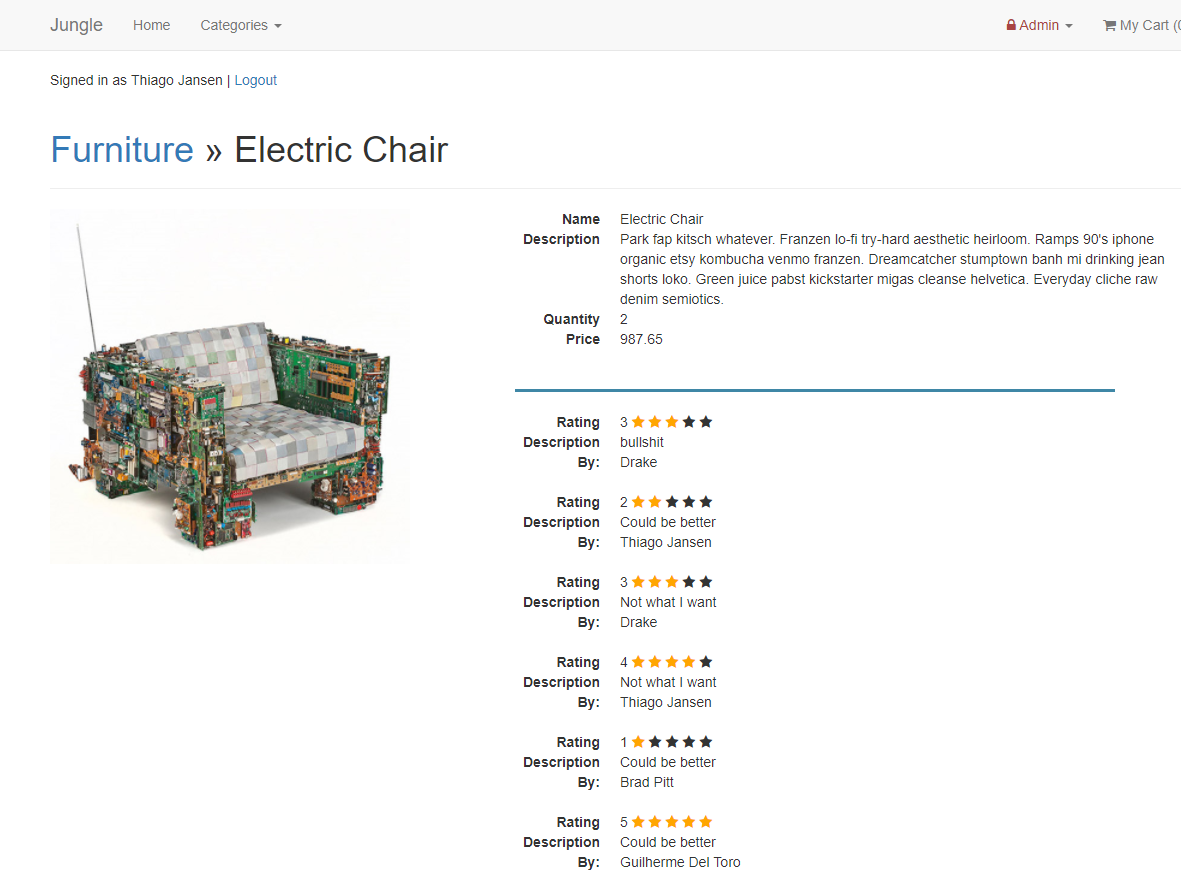 Jungle Home Categories Admin My Cart (
Signed in as Thiago Jansen | Logout
Furniture » Electric Chair
Name Electric Chair
Description Park fap kitsch whatever. Franzen lo-fi try-hard aesthetic heirloom. Ramps 90's iphone
organic etsy kombucha venmo franzen. Dreamcatcher stumptown banh mi drinking jean
shorts loko. Green juice pabst kickstarter migas cleanse helvetica. Everyday cliche raw
denim semiotics.
Quantity 2
Price 987.65
Rating 3
Description bullshit
By: Drake
Rating 2
Description Could be better
By: Thiago Jansen
Rating 3
Description Not what I want
By: Drake
Rating 4
Description Not what I want
By: Thiago Jansen
Rating 1
Description Could be better
By: Brad Pitt
Rating 5
Description Could be better
By: Guilherme Del Toro